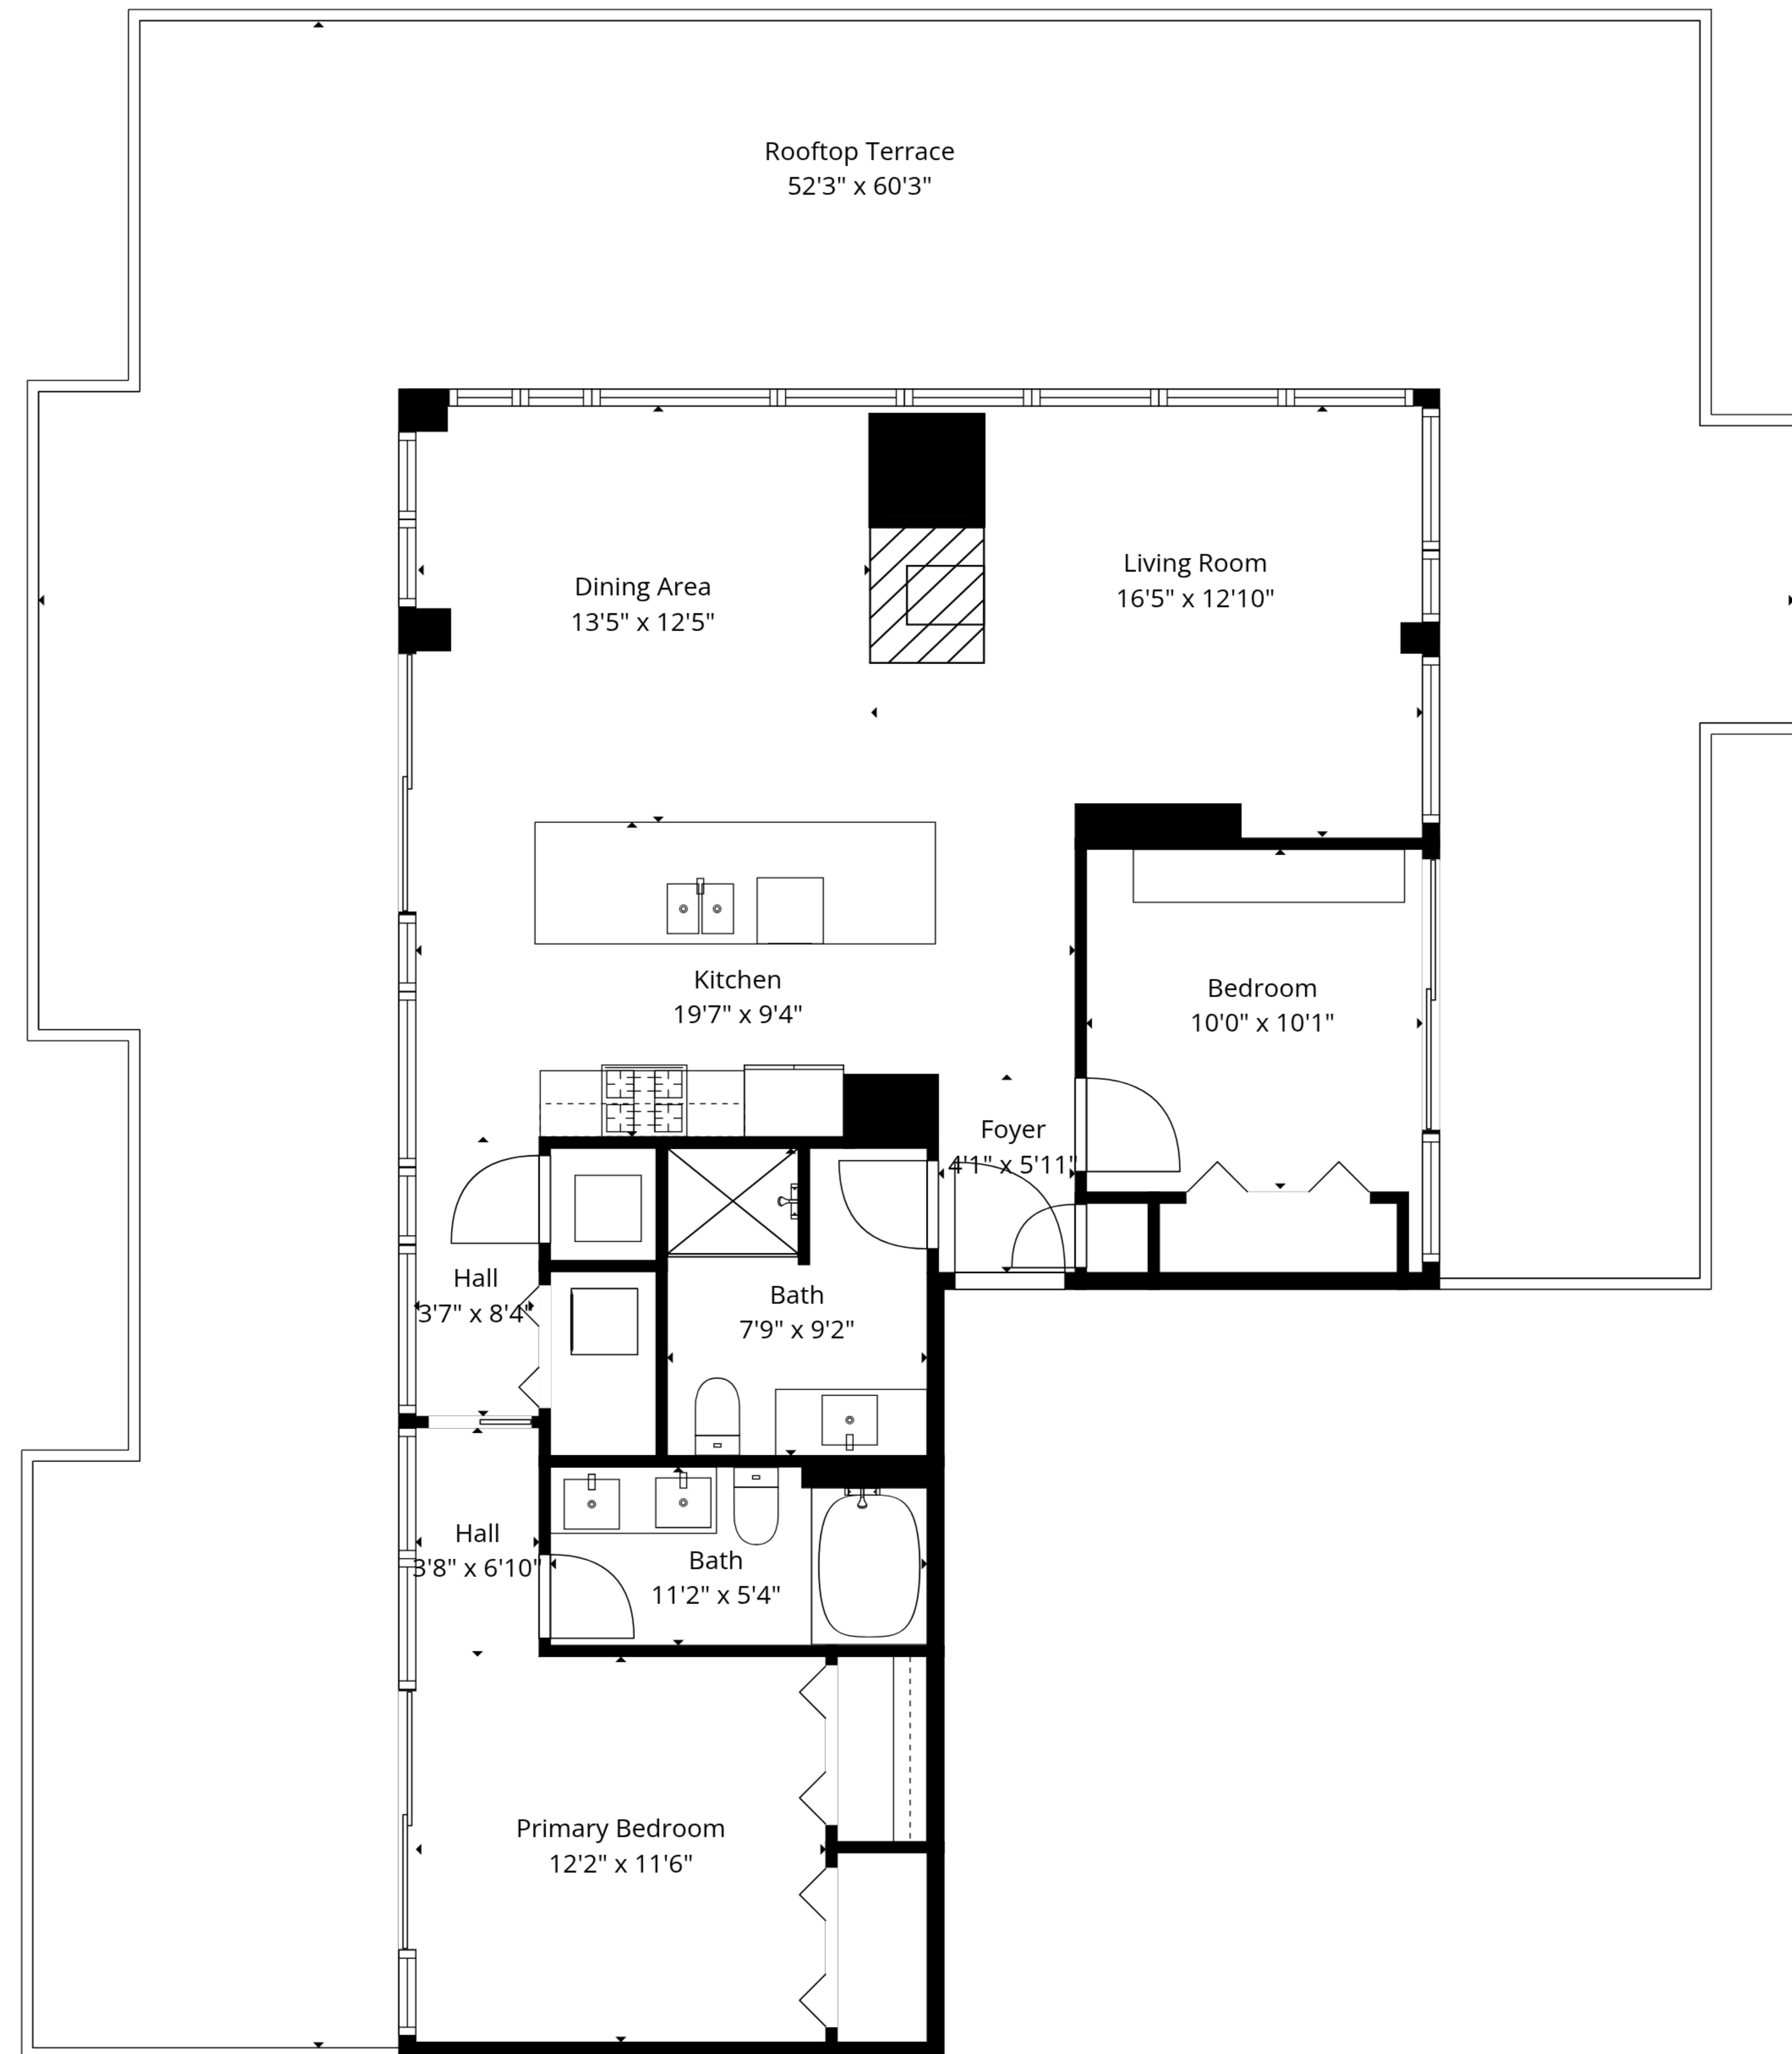 Rooftop Terrace
52'3" x 60'3"
Living Room
16'5" x 12'10"
Dining Area
13'5" x 12'5"
Kitchen
19'7" x 9'4"
Bedroom
10'0" x 10'1"
Foyer
4'1" x 5'11"
Hall
3'7" x 8'4"
Bath
7'9" x 9'2"
Hall
3'8" x 6'10"
Bath
11'2" x 5'4"
Primary Bedroom
12'2" x 11'6"